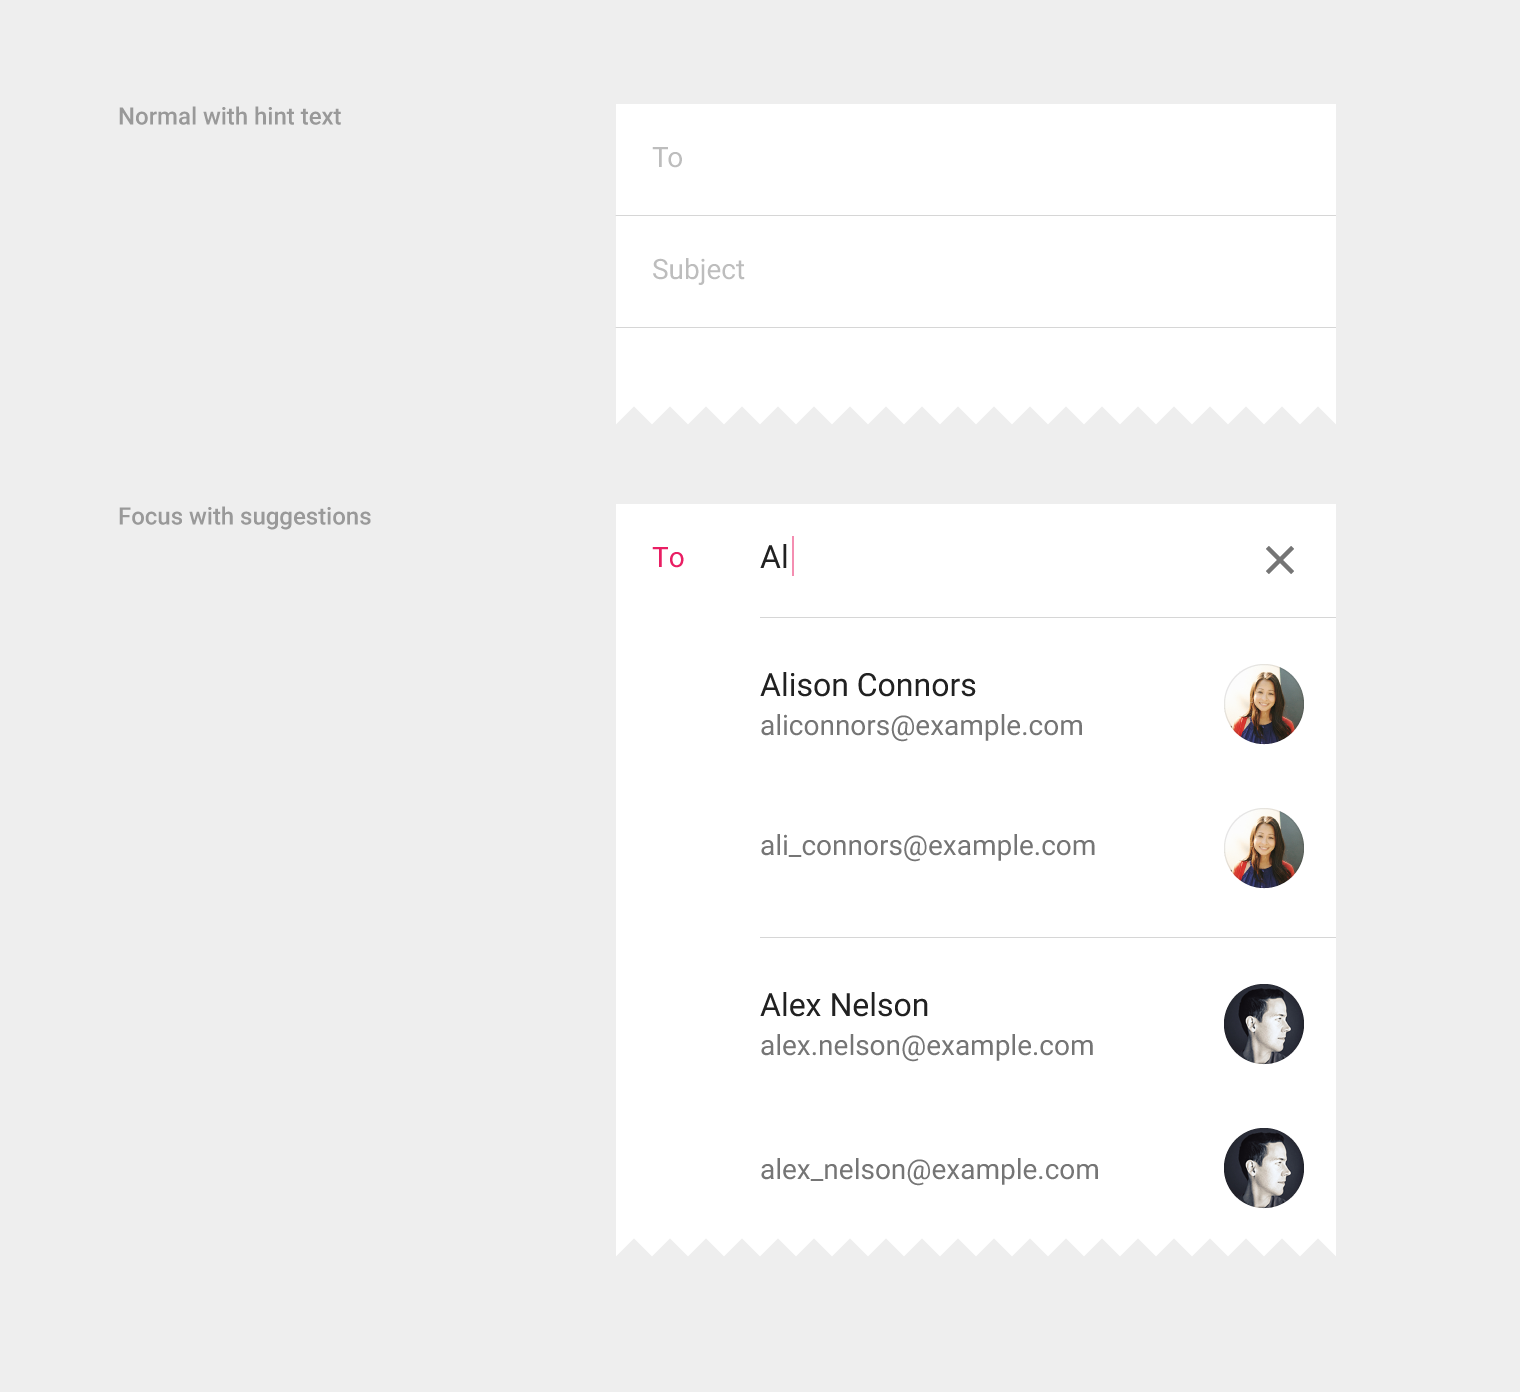 Normal with hint text
To
Subject
Focus with suggestions
To Al
Alison Connors
aliconnors@example.com
ali_connors@example.com
Alex Nelson
alex.nelson@example.com
alex_nelson@example.com